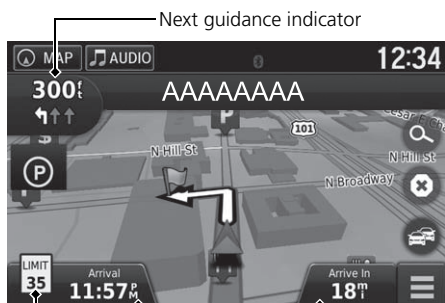 Next guidance indicator
MAP
AUDIO
12:34
300ft
AAAAAAAA
P
101
N Hill St
N Hill St
P
N Broadway
LIMIT
35
Arrival
11:57PM
Arrive In
18mi